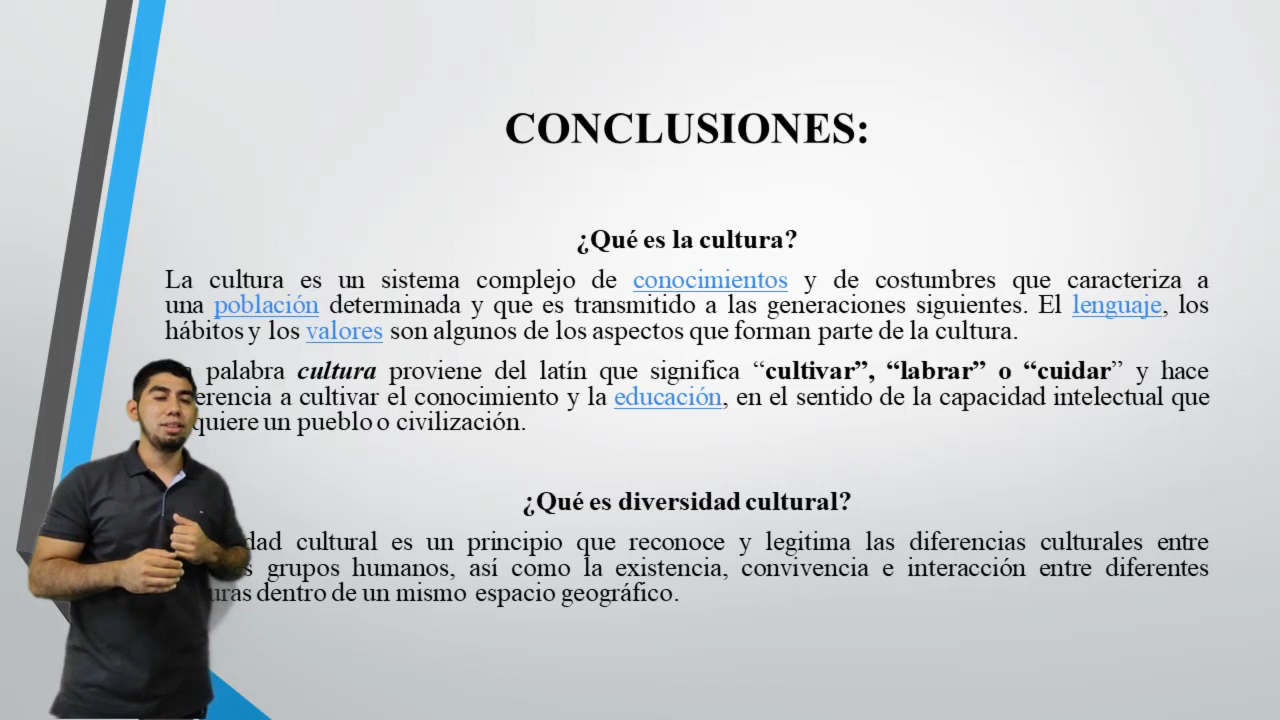 CONCLUSIONES:
¿Qué es la cultura?
La cultura es un sistema complejo de conocimientos y de costumbres que caracteriza a
una población determinada y que es transmitido a las generaciones siguientes. El lenguaje, los
hábitos y los valores son algunos de los aspectos que forman parte de la cultura.
palabra cultura proviene del latín que significa “cultivar”, “labrar” o “cuidar” y hace
a cultivar el conocimiento y la educación, en el sentido de la capacidad intelectual que
un pueblo o civilización.
¿Qué es diversidad cultural?
cultural es un principio que reconoce y legitima las diferencias culturales entre
grupos humanos, así como la existencia, convivencia e interacción entre diferentes
dentro de un mismo espacio geográfico.